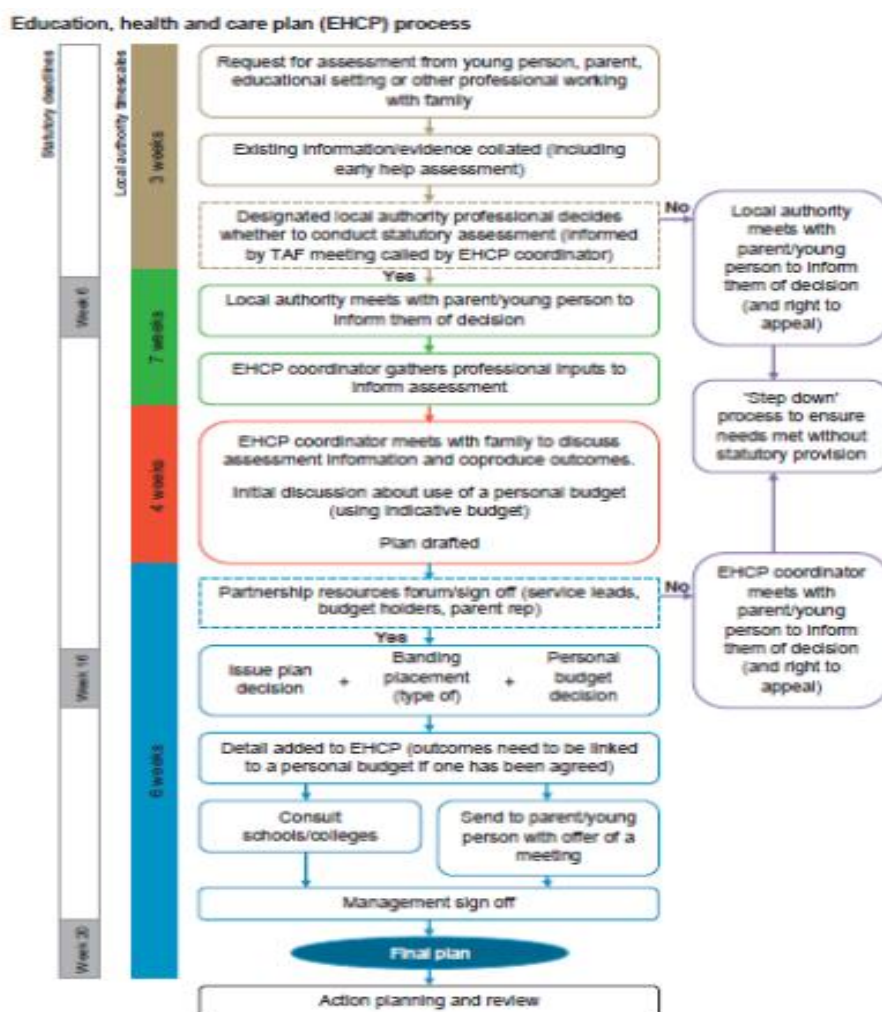 Education, health and care plan (EHCP) process
Statutory deadlines
Local authority timescales
3 weeks
Request for assessment from young person, parent,
educational setting or other professional working
with family
Existing information/evidence collated (including
early help assessment)
Designated local authority professional decides
whether to conduct statutory assessment (informed
by TAF meeting called by EHCP coordinator)
No
Local authority
meets with
parent/young
person to inform
them of decision
(and right to
appeal)
Yes
Week 6
7 weeks
Local authority meets with parent/young person to
inform them of decision
EHCP coordinator gathers professional inputs to
inform assessment
'Step down'
process to ensure
needs met without
statutory provision
4 weeks
EHCP coordinator meets with family to discuss
assessment information and coproduce outcomes.
Initial discussion about use of a personal budget
(using indicative budget)
Plan drafted
6 weeks
Partnership resources forum/sign off (service leads,
budget holders, parent rep)
No
EHCP coordinator
meets with
parent/young
person to inform
them of decision
(and right to
appeal)
Yes
Week 16
Issue plan
decision
+
Banding
placement
(type of)
+
Personal
budget
decision
Detail added to EHCP (outcomes need to be linked
to a personal budget if one has been agreed)
Consult
schools/colleges
Send to parent/young
person with offer of a
meeting
Management sign off
Week 20
Final plan
Action planning and review